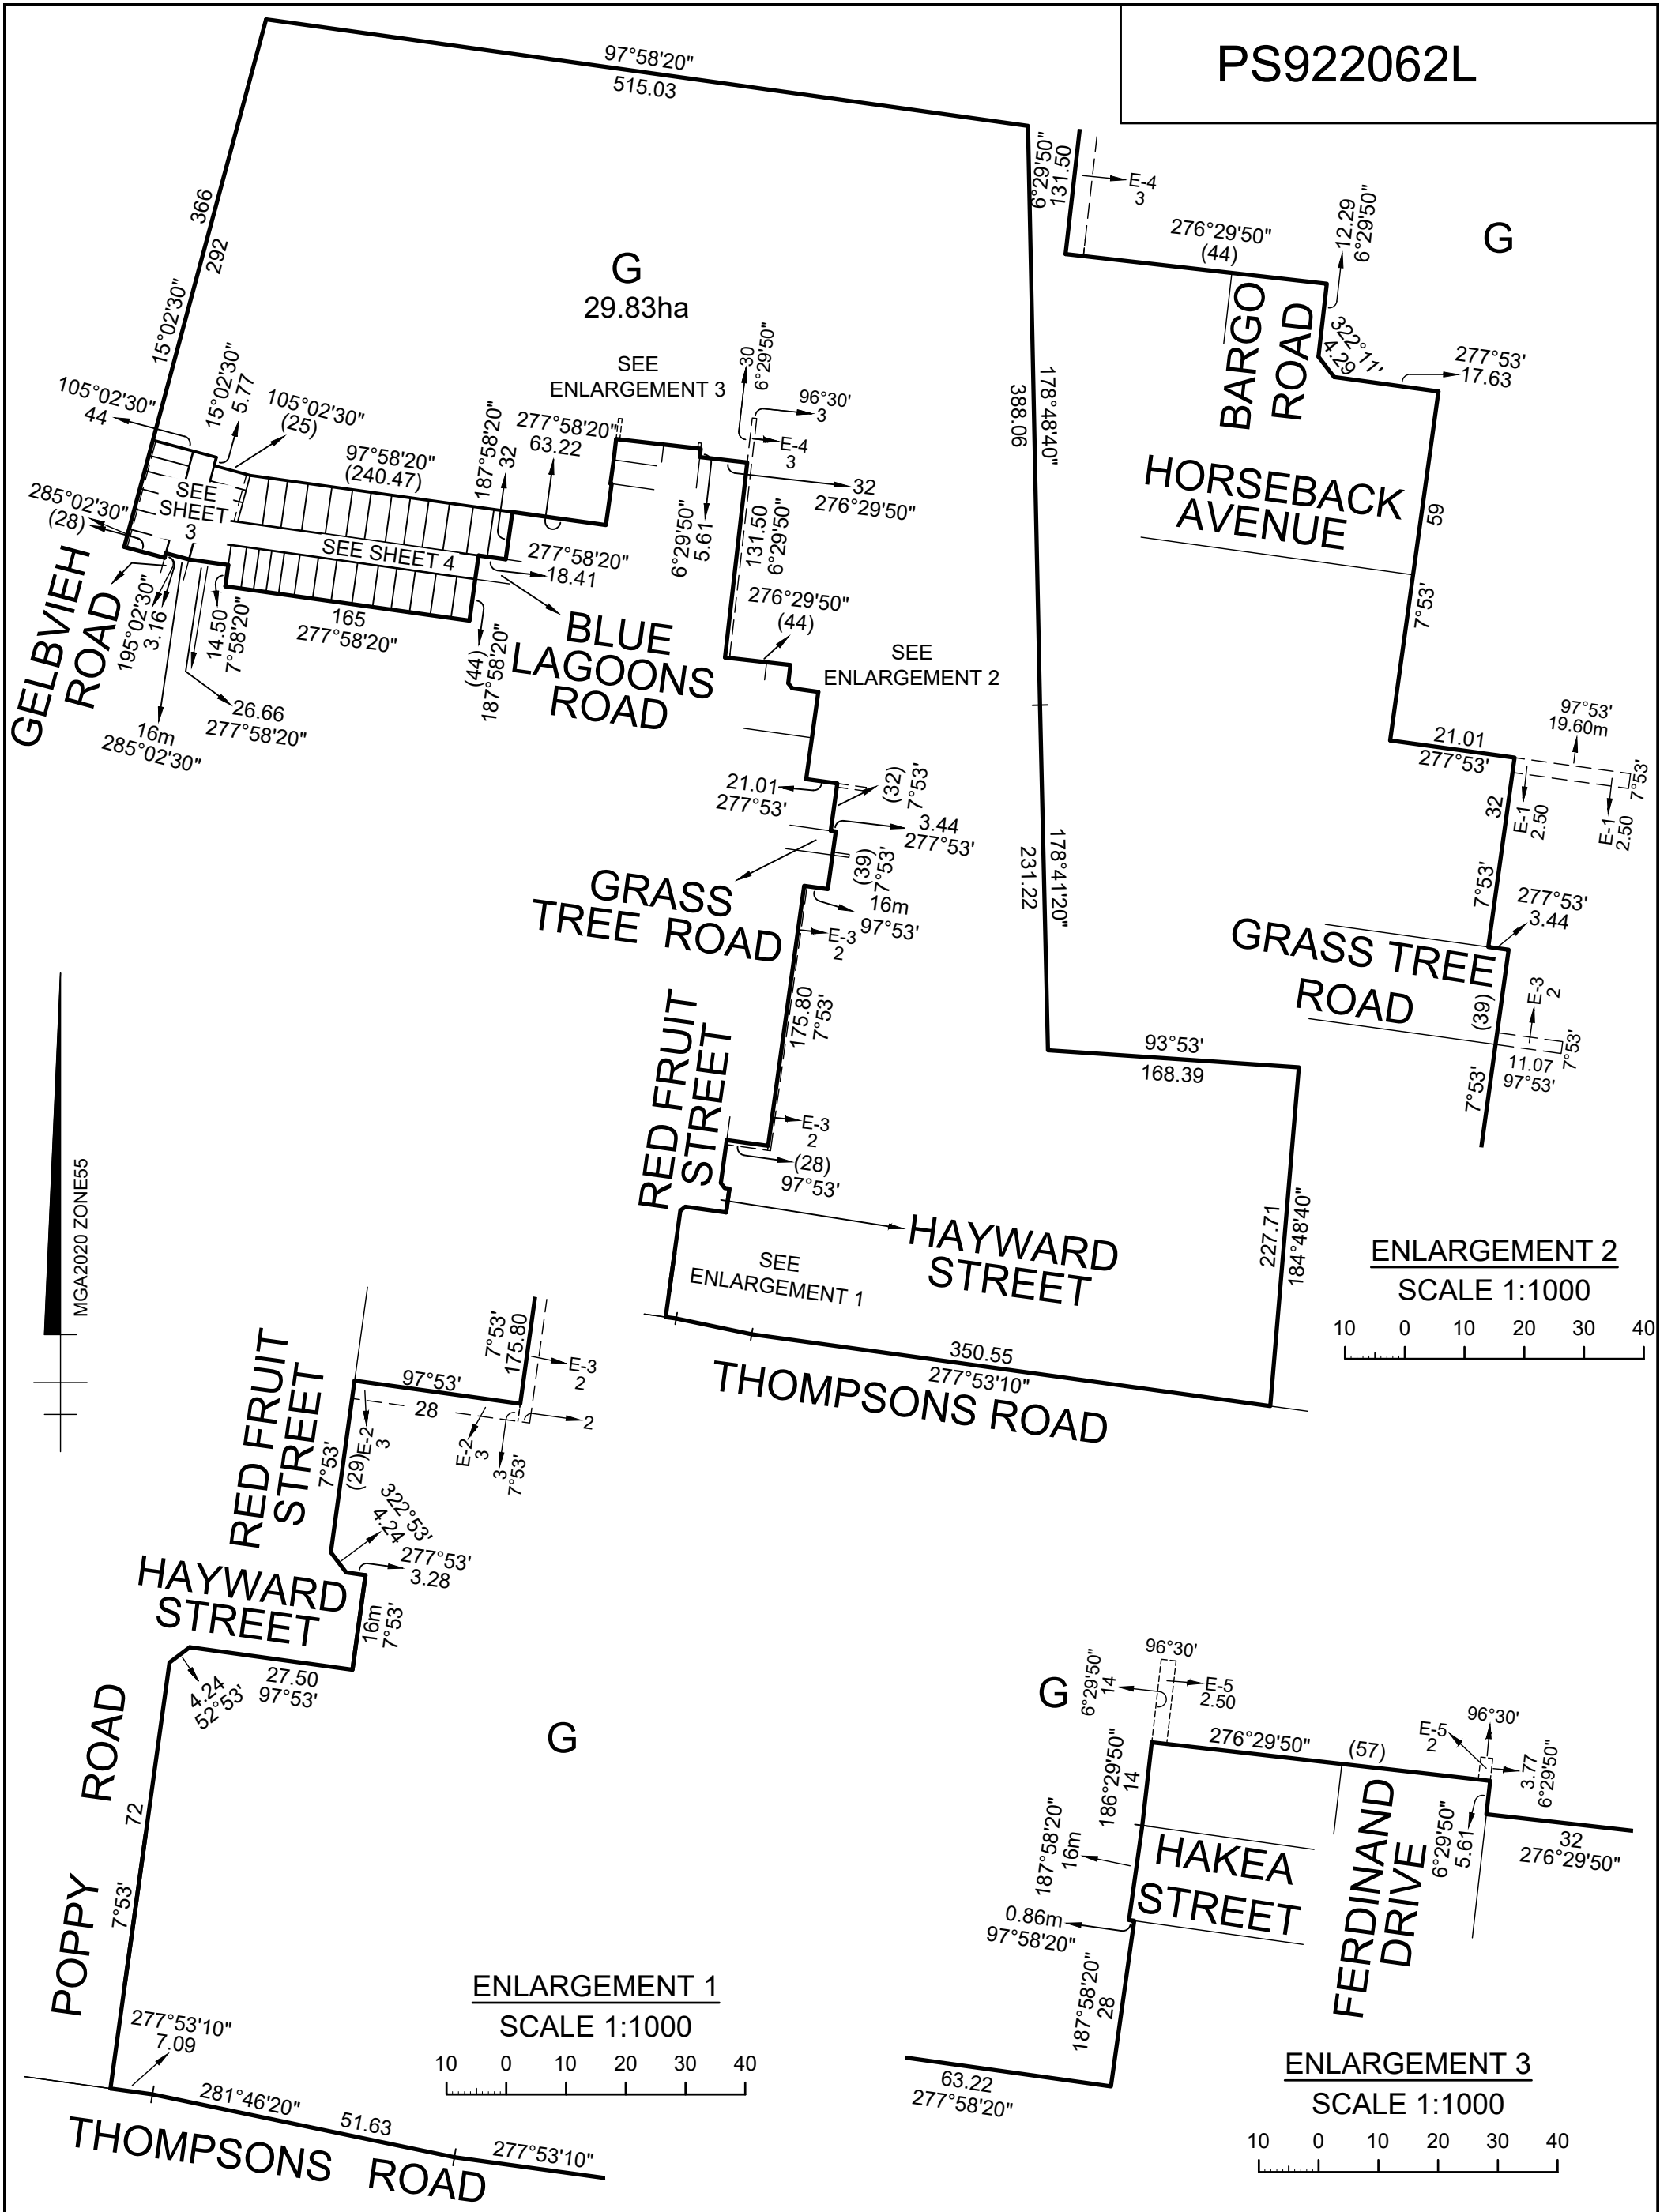 PS922062L
97°58'20"
515.03
366
292
15°02'30"
G
29.83ha
SEE
ENLARGEMENT 3
30
6°29'50"
96°30'
3
E-4
3
105°02'30"
44
15°02'30"
5.77
105°02'30"
(25)
97°58'20"
(240.47)
187°58'20"
32
277°58'20"
63.22
6°29'50"
5.61
32
276°29'50"
131.50
6°29'50"
285°02'30"
(28)
SEE
SHEET
3
SEE SHEET 4
277°58'20"
18.41
276°29'50"
(44)
GELBVIEH
ROAD
195°02'30"
3.16
14.50
7°58'20"
165
277°58'20"
(44)
187°58'20"
BLUE
LAGOONS
ROAD
SEE
ENLARGEMENT 2
26.66
277°58'20"
16m
285°02'30"
178°48'40"
388.06
178°41'20"
231.22
21.01
277°53'
(32)
7°53'
3.44
277°53'
(39)
7°53'
16m
97°53'
GRASS
TREE ROAD
E-3
2
175.80
7°53'
RED FRUIT
STREET
E-3
2
(28)
97°53'
93°53'
168.39
227.71
184°48'40"
HAYWARD
STREET
SEE
ENLARGEMENT 1
350.55
277°53'10"
THOMPSONS ROAD
MGA2020 ZONE55
6°29'50"
131.50
E-4
3
276°29'50"
(44)
12.29
6°29'50"
G
BARGO
ROAD
322°11'
4.29
277°53'
17.63
HORSEBACK
AVENUE
59
7°53'
21.01
277°53'
97°53'
19.60m
7°53'
32
E-1
2.50
E-1
2.50
7°53'
277°53'
3.44
GRASS TREE
ROAD
(39)
E-3
2
11.07
97°53'
7°53'
7°53'
ENLARGEMENT 2
SCALE 1:1000
10 0 10 20 30 40
RED FRUIT
STREET
97°53'
28
7°53'
175.80
E-3
2
2
E-2
3
E-2
3
3
7°53'
7°53'
(29)
322°53'
4.24
277°53'
3.28
HAYWARD
STREET
16m
7°53'
27.50
97°53'
4.24
52°53'
POPPY ROAD
72
7°53'
G
277°53'10"
7.09
281°46'20"
51.63
277°53'10"
THOMPSONS ROAD
ENLARGEMENT 1
SCALE 1:1000
10 0 10 20 30 40
G
6°29'50"
14
96°30'
E-5
2.50
276°29'50"
(57)
E-5
2
96°30'
3.77
6°29'50"
186°29'50"
14
187°58'20"
16m
HAKEA
STREET
FERDINAND
DRIVE
6°29'50"
5.61
32
276°29'50"
0.86m
97°58'20"
187°58'20"
28
63.22
277°58'20"
ENLARGEMENT 3
SCALE 1:1000
10 0 10 20 30 40